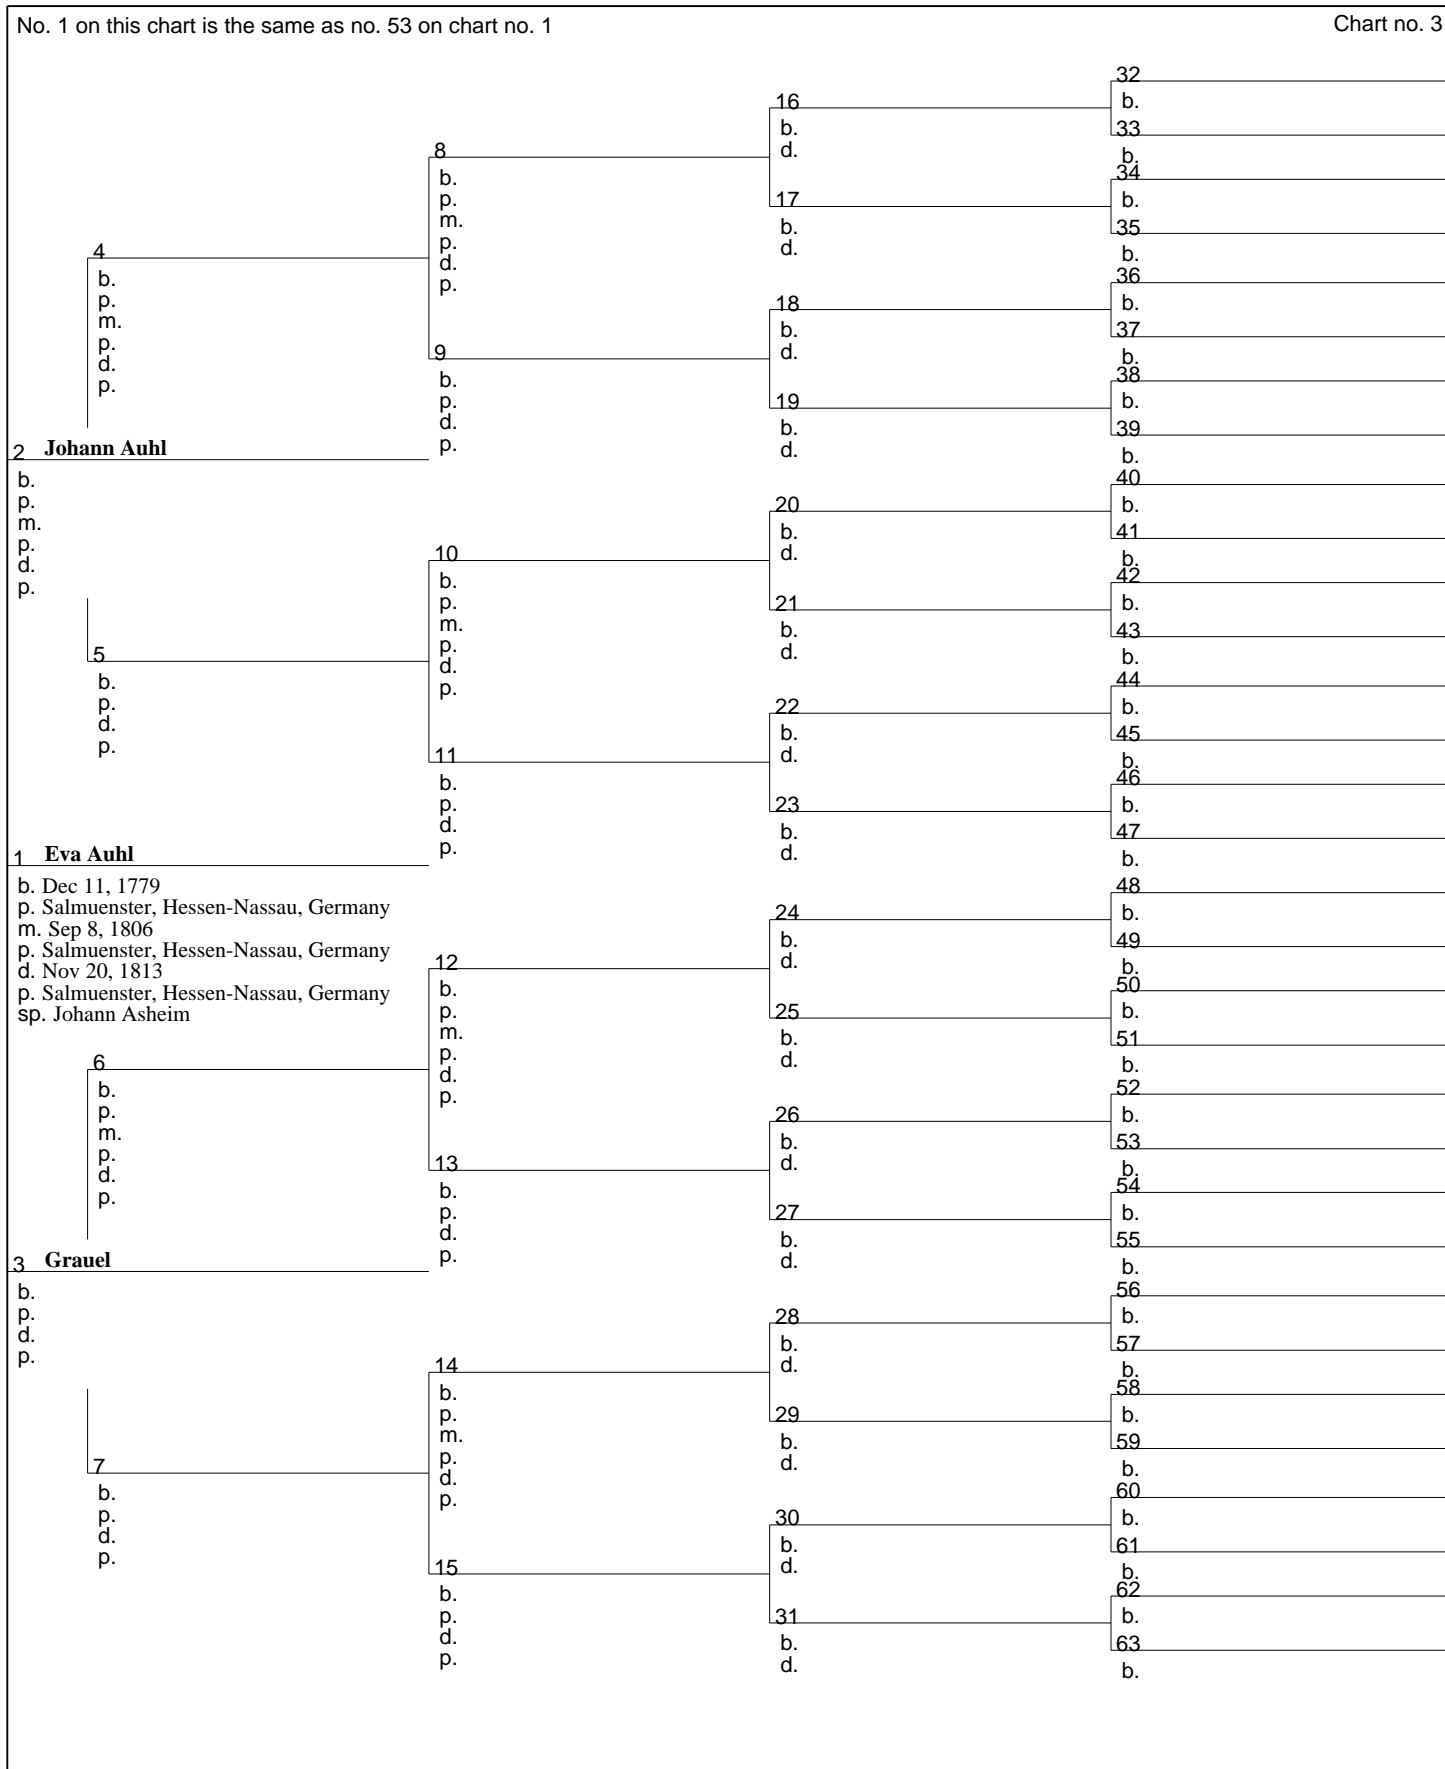 No. 1 on this chart is the same as no. 53 on chart no. 1
Chart no. 3
4
b.
p.
m.
p.
d.
p.
2 Johann Auhl
b.
p.
m.
p.
d.
p.
5
b.
p.
d.
p.
1 Eva Auhl
b. Dec 11, 1779
p. Salmuenster, Hessen-Nassau, Germany
m. Sep 8, 1806
p. Salmuenster, Hessen-Nassau, Germany
d. Nov 20, 1813
p. Salmuenster, Hessen-Nassau, Germany
sp. Johann Asheim
6
b.
p.
m.
p.
d.
p.
3 Grauel
b.
p.
d.
p.
7
b.
p.
d.
p.
8
b.
p.
m.
p.
d.
p.
9
b.
p.
d.
p.
10
b.
p.
m.
p.
d.
p.
11
b.
p.
d.
p.
12
b.
p.
m.
p.
d.
p.
13
b.
p.
d.
p.
14
b.
p.
m.
p.
d.
p.
15
b.
p.
d.
p.
16
b.
d.
17
b.
d.
18
b.
d.
19
b.
d.
20
b.
d.
21
b.
d.
22
b.
d.
23
b.
d.
24
b.
d.
25
b.
d.
26
b.
d.
27
b.
d.
28
b.
d.
29
b.
d.
30
b.
d.
31
b.
d.
32
b.
33
b.
34
b.
35
b.
36
b.
37
b.
38
b.
39
b.
40
b.
41
b.
42
b.
43
b.
44
b.
45
b.
46
b.
47
b.
48
b.
49
b.
50
b.
51
b.
52
b.
53
b.
54
b.
55
b.
56
b.
57
b.
58
b.
59
b.
60
b.
61
b.
62
b.
63
b.